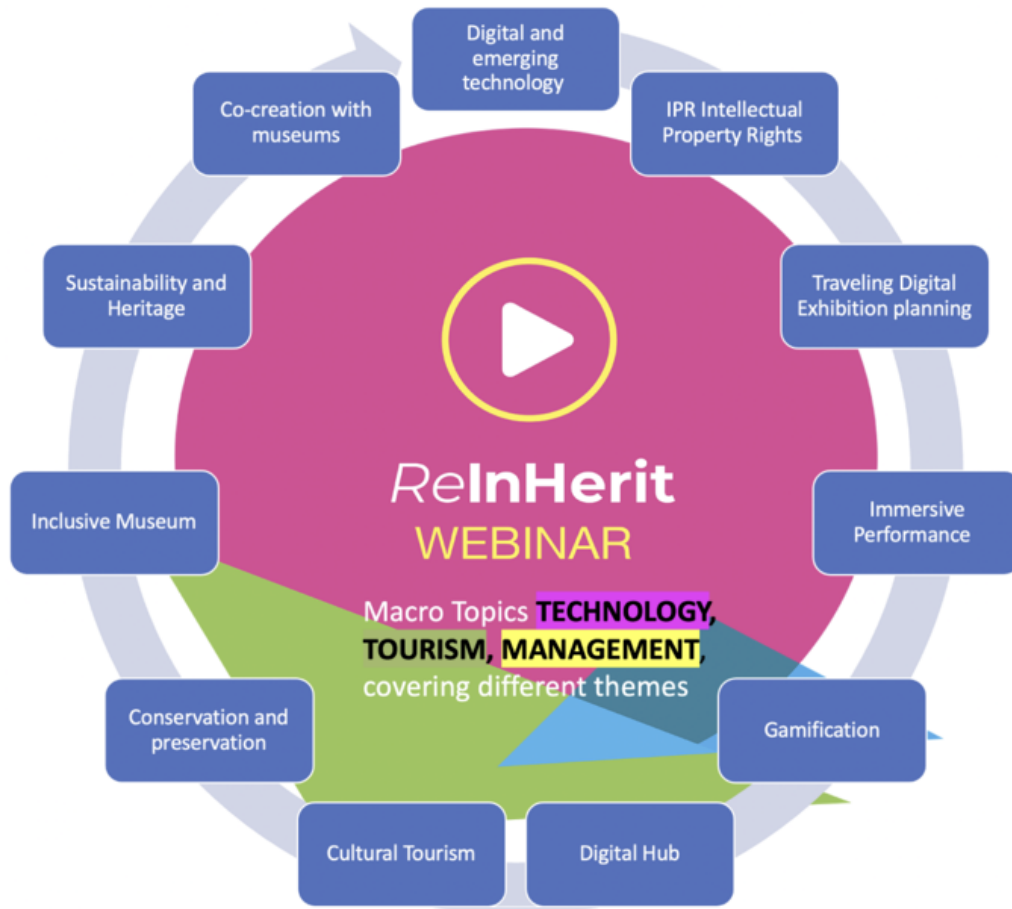 Digital and
emerging
technology
IPR Intellectual
Property Rights
Traveling Digital
Exhibition planning
Immersive
Performance
Gamification
Digital Hub
Cultural Tourism
Conservation and
preservation
Inclusive Museum
Sustainability and
Heritage
Co-creation with
museums
ReInHerit
WEBINAR
Macro Topics TECHNOLOGY,
TOURISM, MANAGEMENT,
covering different themes